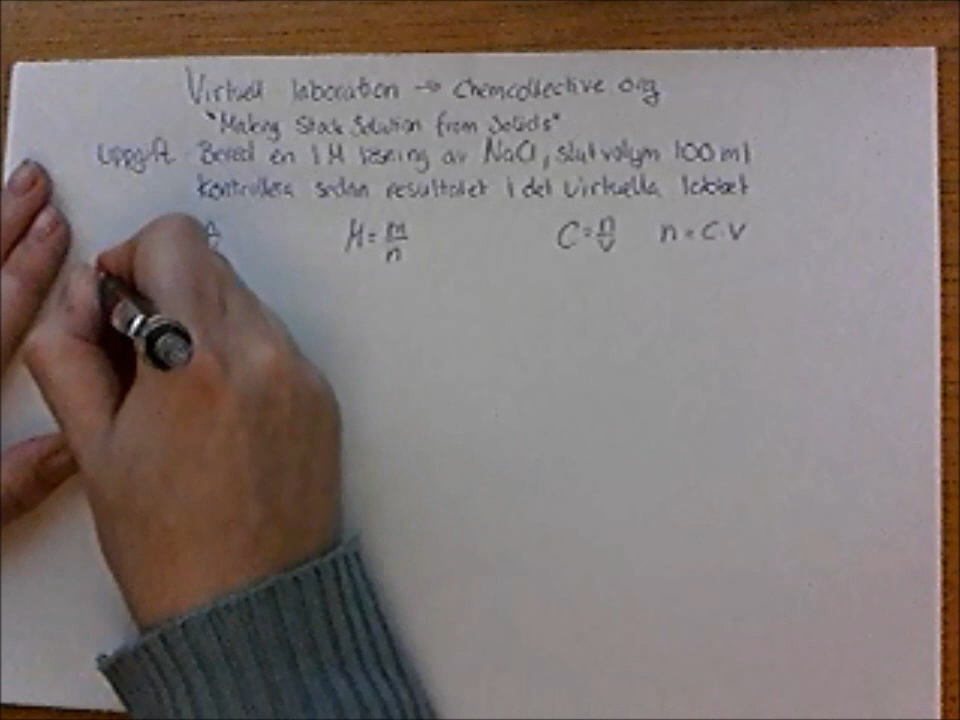 Virtuell laboration → Chemcollective.org
"Making Stock Solution from Solids"
Uppgift Bered en 1 M lösning av NaCl, slutvolym 100 ml
Kontrollera sedan resultatet i det virtuella labbet
M = m/n C = n/v n = C·V